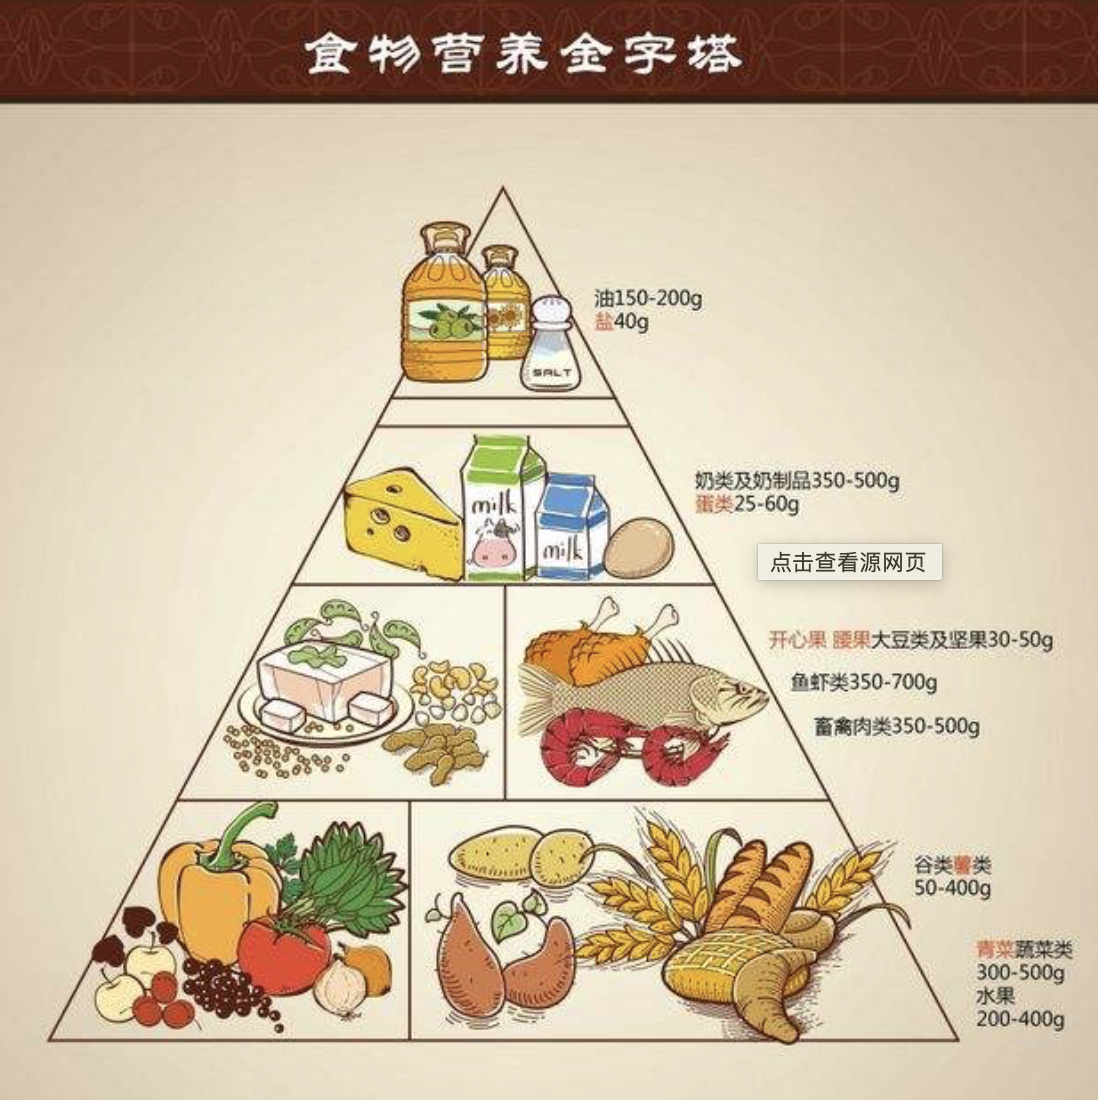 食物营养金字塔
油150-200g
盐40g
SALT
奶类及奶制品350-500g
蛋类25-60g
milk
milk
点击查看源网页
开心果 腰果大豆类及坚果30-50g
鱼虾类350-700g
畜禽肉类350-500g
谷类薯类
50-400g
青菜蔬菜类
300-500g
水果
200-400g